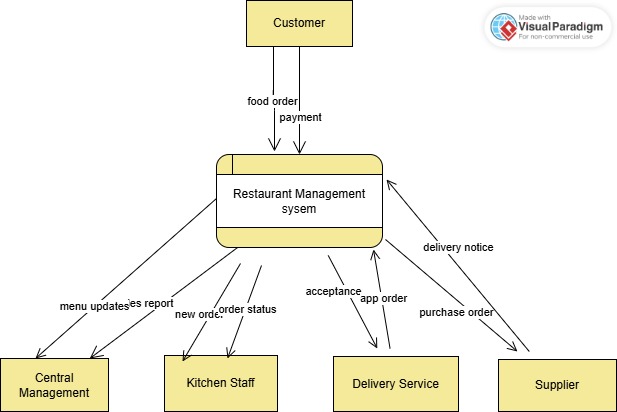 Customer
Made with
Visual Paradigm
For non-commercial use
food order
payment
Restaurant Management
sysem
delivery notice
acceptance
app order
menu updates
es report
new order
order status
purchase order
Central
Management
Kitchen Staff
Delivery Service
Supplier